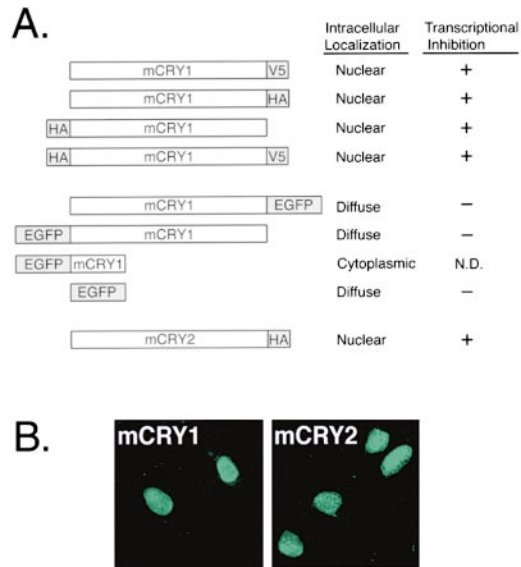 A.
Intracellular Localization Transcriptional Inhibition
mCRY1 V5 Nuclear +
mCRY1 HA Nuclear +
HA mCRY1 Nuclear +
HA mCRY1 V5 Nuclear +
mCRY1 EGFP Diffuse −
EGFP mCRY1 Diffuse −
EGFP mCRY1 Cytoplasmic N.D.
EGFP Diffuse −
mCRY2 HA Nuclear +
B.
mCRY1 mCRY2